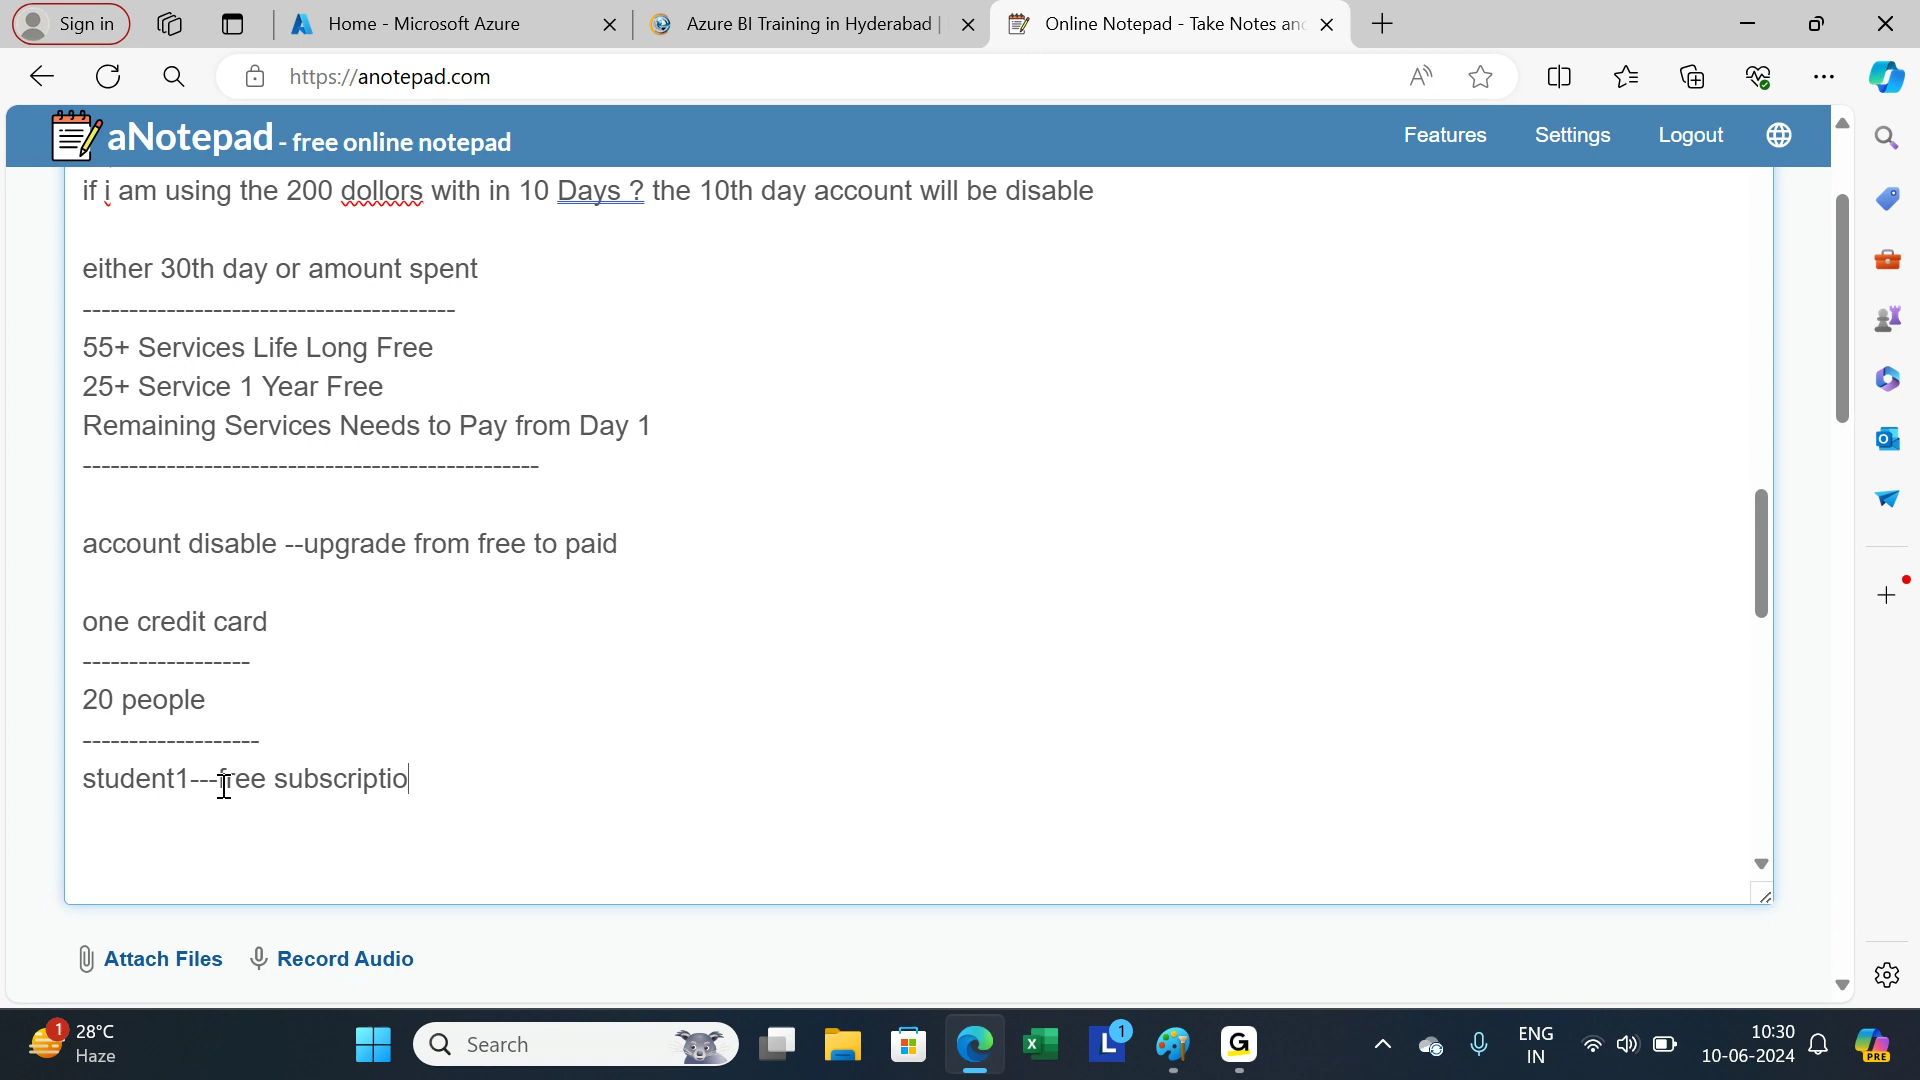 Sign in
Home - Microsoft Azure
Azure BI Training in Hyderabad |
Online Notepad - Take Notes an
https://anotepad.com
aNotepad - free online notepad
Features
Settings
Logout
if i am using the 200 dollors with in 10 Days ? the 10th day account will be disable
either 30th day or amount spent
----------------------------------------
55+ Services Life Long Free
25+ Service 1 Year Free
Remaining Services Needs to Pay from Day 1
-------------------------------------------------
account disable --upgrade from free to paid
one credit card
------------------
20 people
-------------------
student1---free subscriptio
Attach Files
Record Audio
1
28°C
Haze
Search
1
ENG
IN
10:30
10-06-2024
PRE